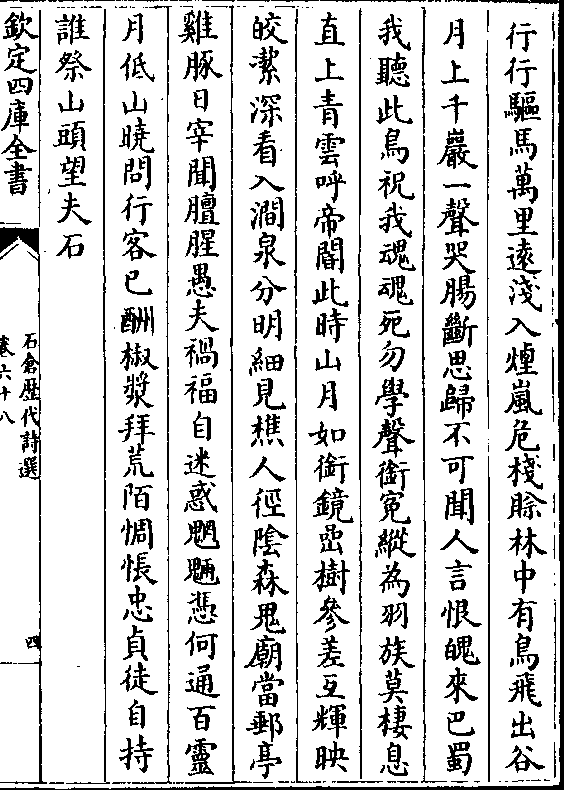 行行驅馬萬里遠淺入煙嵐危棧賒林中有鳥飛出谷
月上千巖一聲哭腸斷思歸不可聞人言恨魄來巴蜀
我聽此鳥祝我魂魂死勿學聲銜冤縱為羽族莫棲息
直上青雲呼帝閽此時山月如銜鏡嵒樹參差互輝映
皎潔深看入澗泉分明細見樵人徑陰森鬼廟當郵亭
雞豚日宰聞膻腥愚夫禍福自迷惑魍魎憑何通百靈
月低山曉問行客已酬椒漿拜荒陌惆悵忠貞徒自持
誰祭山頭望夫石
欽定四庫全書
石倉歴代詩選
卷六十八
四